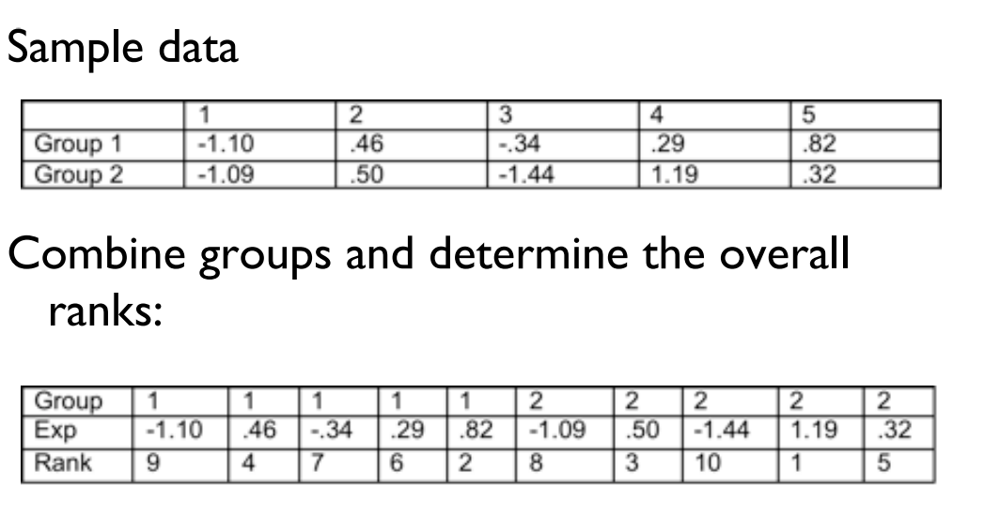 Sample data
1 2 3 4 5
Group 1 -1.10 .46 -.34 .29 .82
Group 2 -1.09 .50 -1.44 1.19 .32
Combine groups and determine the overall
ranks:
Group 1 1 1 1 1 2 2 2 2 2
Exp -1.10 .46 -.34 .29 .82 -1.09 .50 -1.44 1.19 .32
Rank 9 4 7 6 2 8 3 10 1 5